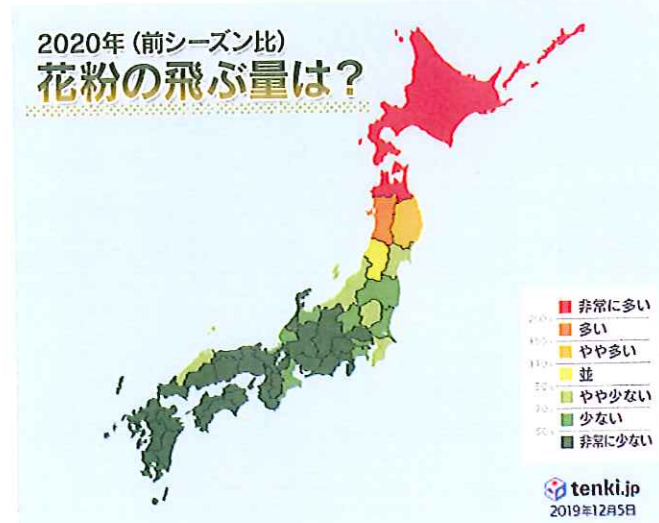 2020年(前シーズン比)
花粉の飛ぶ量は?
非常に多い
多い
やや多い
並
やや少ない
少ない
非常に少ない
tenki.jp
2019年12月5日